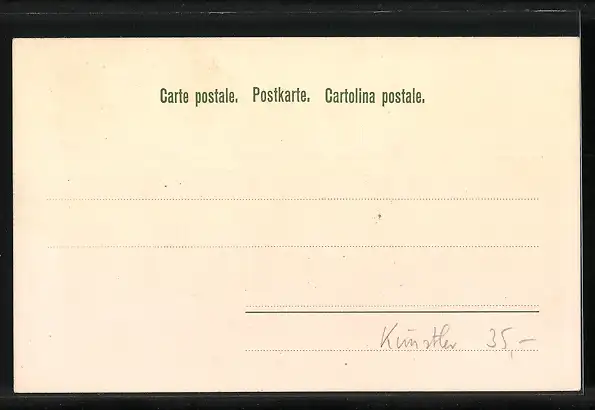 Carte postale. Postkarte. Cartolina postale.
Künstler 35,-